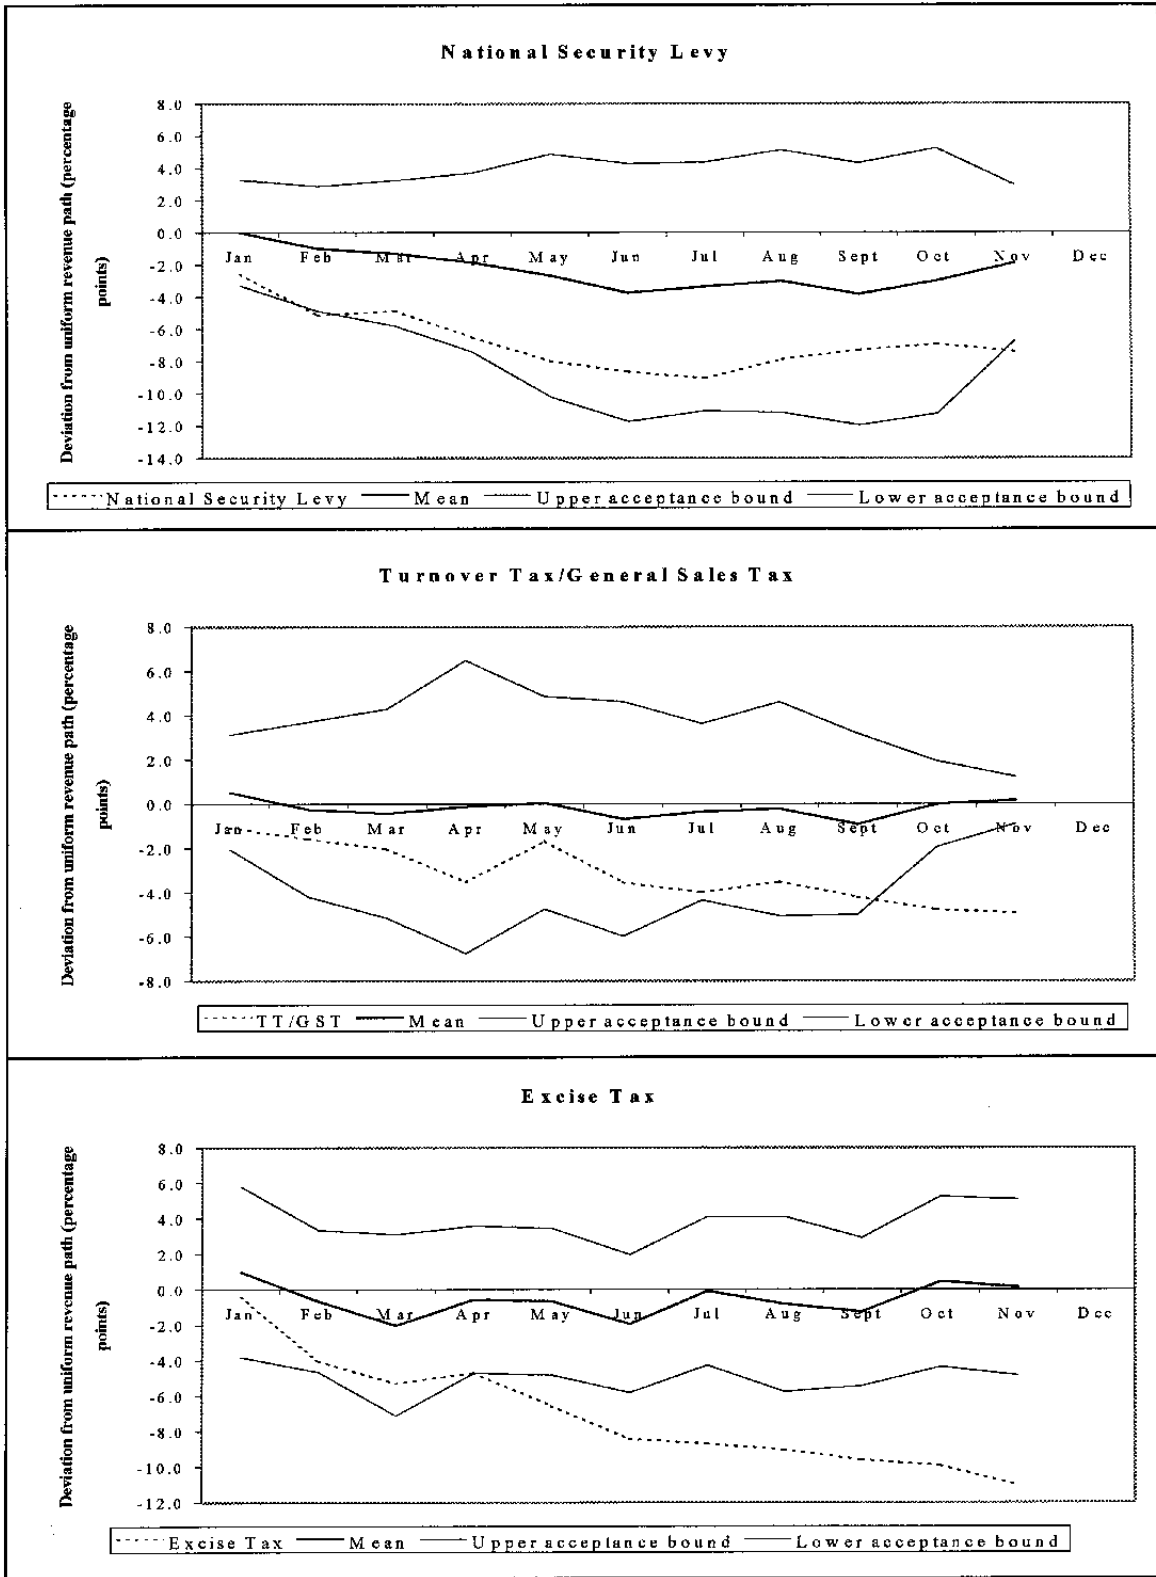 National Security Levy
Deviation from uniform revenue path (percentage
points)
8.0
6.0
4.0
2.0
0.0
-2.0
-4.0
-6.0
-8.0
-10.0
-12.0
-14.0
Jan Feb Mar Apr May Jun Jul Aug Sept Oct Nov Dec
National Security Levy Mean Upper acceptance bound Lower acceptance bound
Turnover Tax/General Sales Tax
Deviation from uniform revenue path (percentage
points)
8.0
6.0
4.0
2.0
0.0
-2.0
-4.0
-6.0
-8.0
Jan Feb Mar Apr May Jun Jul Aug Sept Oct Nov Dec
TT/GST Mean Upper acceptance bound Lower acceptance bound
Excise Tax
Deviation from uniform revenue path (percentage
points)
8.0
6.0
4.0
2.0
0.0
-2.0
-4.0
-6.0
-8.0
-10.0
-12.0
Jan Feb Mar Apr May Jun Jul Aug Sept Oct Nov Dec
Excise Tax Mean Upper acceptance bound Lower acceptance bound